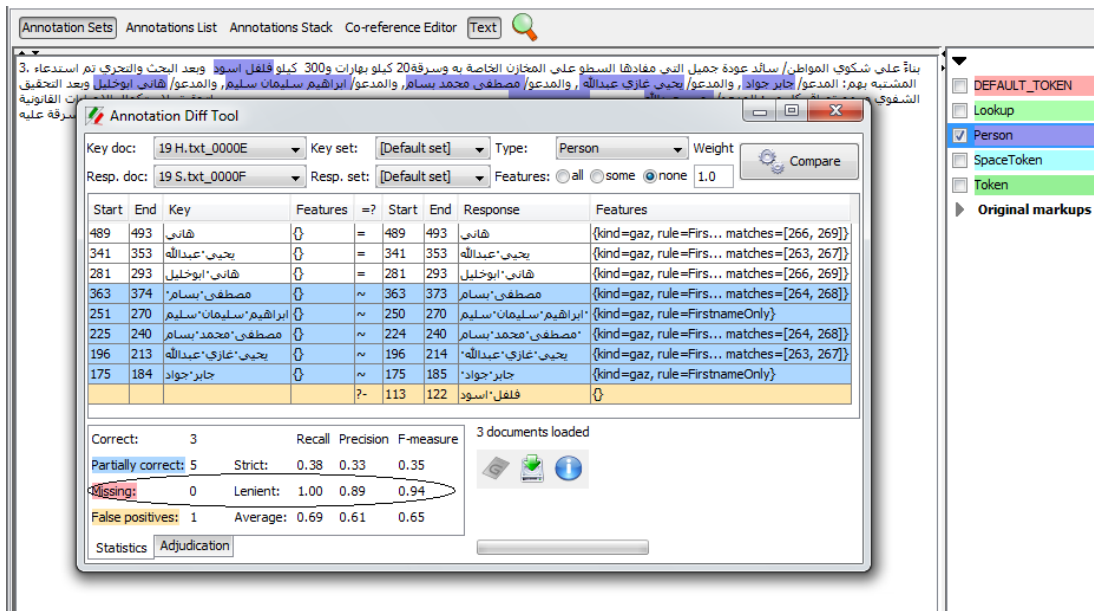 Annotation Sets Annotations List Annotations Stack Co-reference Editor Text
3. بناءً على شكوي المواطن/ سائد عودة جميل التي مفادها السطو على المخازن الخاصة به وسرقة20 كيلو بهارات و300 كيلو فلفل اسود وبعد البحث والتحري تم استدعاء
المشتبه بهم: المدعو/ جابر جواد , والمدعو/ يحيي غازي عبدالله , والمدعو/ مصطفى محمد بسام, والمدعو/ ابراهيم سليمان سليم, والمدعو/ هاني ابوخليل وبعد التحقيق
الشفوي القانونية
سرقة عليه
DEFAULT_TOKEN
Lookup
Person
SpaceToken
Token
Original markups
Annotation Diff Tool
Key doc: 19 H.txt_0000E Key set: [Default set] Type: Person Weight Compare
Resp. doc: 19 S.txt_0000F Resp. set: [Default set] Features: all some none 1.0
Start End Key Features =? Start End Response Features
489 493 هاني {} = 489 493 هاني {kind=gaz, rule=Firs... matches=[266, 269]}
341 353 يحيي·عبدالله {} = 341 353 يحيي·عبدالله {kind=gaz, rule=Firs... matches=[263, 267]}
281 293 هاني·ابوخليل {} = 281 293 هاني·ابوخليل {kind=gaz, rule=Firs... matches=[266, 269]}
363 374 مصطفى·بسام· {} ~ 363 373 مصطفى·بسام {kind=gaz, rule=Firs... matches=[264, 268]}
251 270 ابراهيم·سليمان·سليم {} ~ 250 270 ·ابراهيم·سليمان·سليم {kind=gaz, rule=FirstnameOnly}
225 240 مصطفى·محمد·بسام {} ~ 224 240 ·مصطفى·محمد·بسام {kind=gaz, rule=Firs... matches=[264, 268]}
196 213 يحيي·غازي·عبدالله {} ~ 196 214 يحيي·غازي·عبدالله· {kind=gaz, rule=Firs... matches=[263, 267]}
175 184 جابر·جواد {} ~ 175 185 جابر·جواد· {kind=gaz, rule=FirstnameOnly}
?- 113 122 فلفل·اسود {}
Correct: 3 Recall Precision F-measure
Partially correct: 5 Strict: 0.38 0.33 0.35
Missing: 0 Lenient: 1.00 0.89 0.94
False positives: 1 Average: 0.69 0.61 0.65
Statistics Adjudication
3 documents loaded